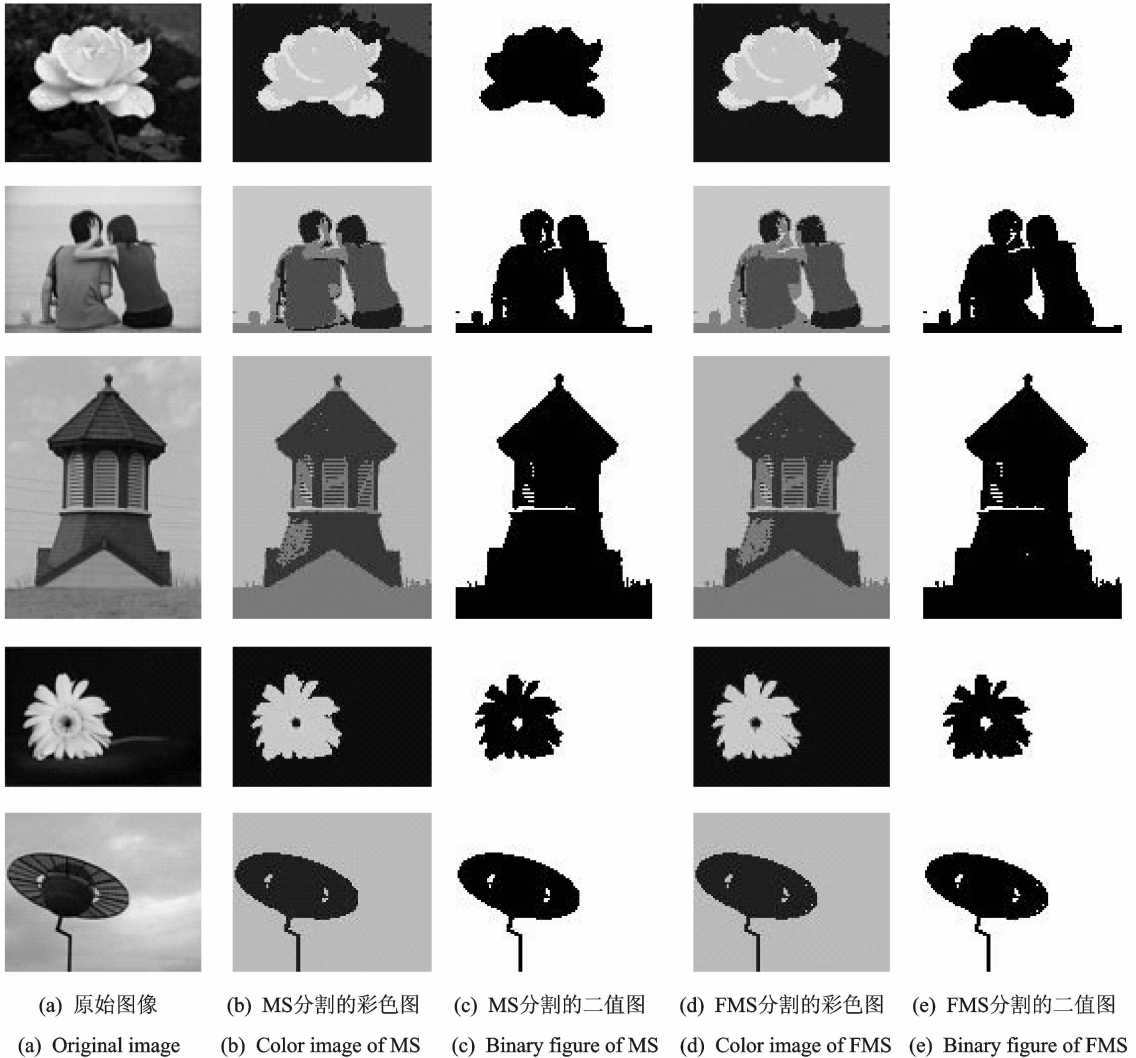 (a) 原始图像
(b) MS分割的彩色图
(c) MS分割的二值图
(d) FMS分割的彩色图
(e) FMS分割的二值图
(a) Original image
(b) Color image of MS
(c) Binary figure of MS
(d) Color image of FMS
(e) Binary figure of FMS